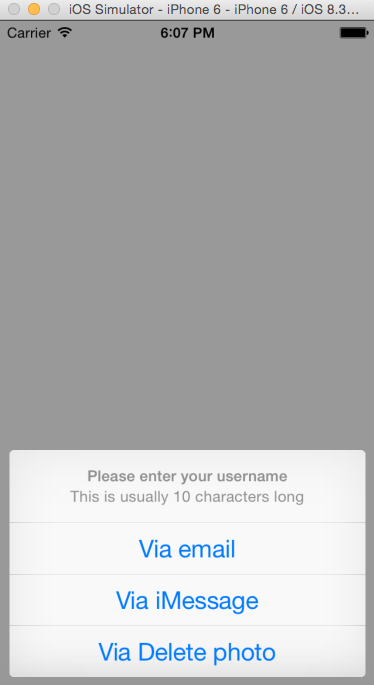 iOS Simulator - iPhone 6 - iPhone 6 / iOS 8.3...
Carrier 6:07 PM
Please enter your username
This is usually 10 characters long
Via email
Via iMessage
Via Delete photo